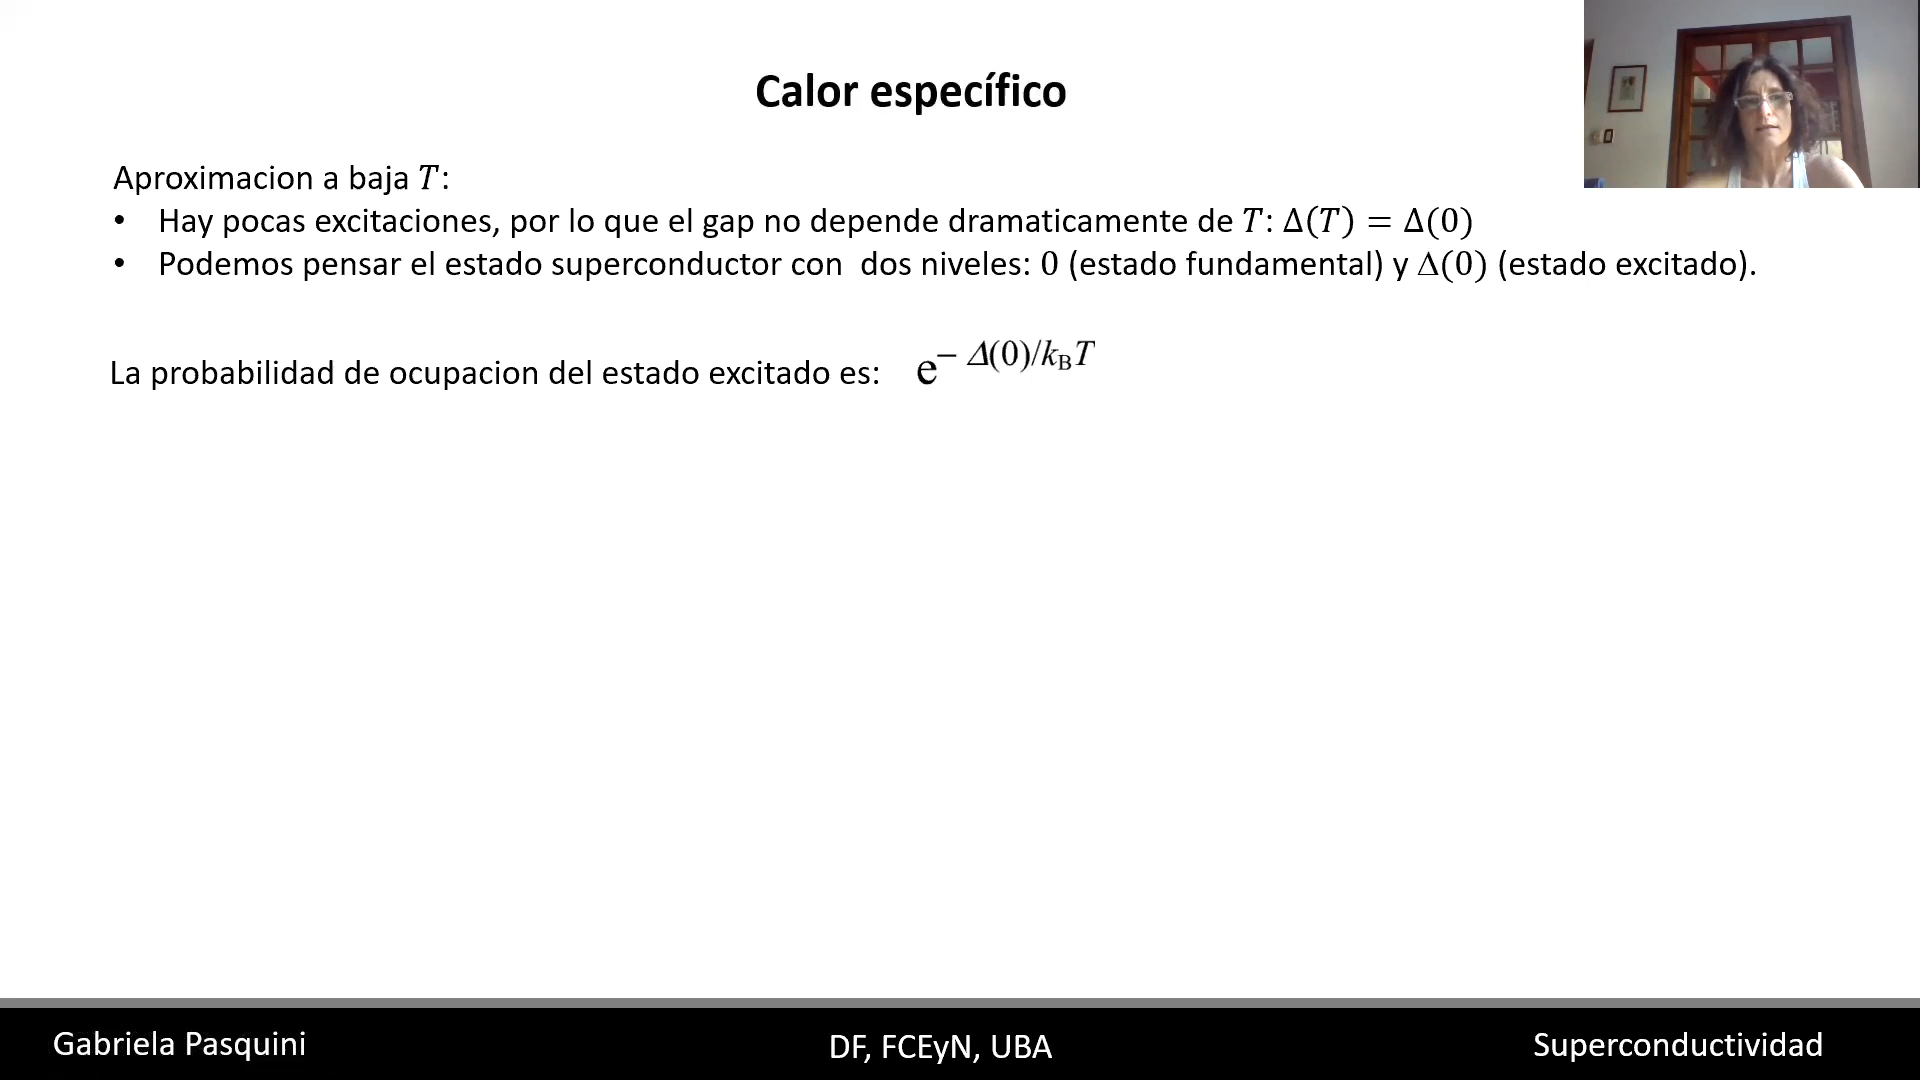 Calor específico
Aproximacion a baja T:
• Hay pocas excitaciones, por lo que el gap no depende dramaticamente de T: Δ(T) = Δ(0)
• Podemos pensar el estado superconductor con dos niveles: 0 (estado fundamental) y Δ(0) (estado excitado).
La probabilidad de ocupacion del estado excitado es: e^{− Δ(0)/k_B T}
Gabriela Pasquini
DF, FCEyN, UBA
Superconductividad